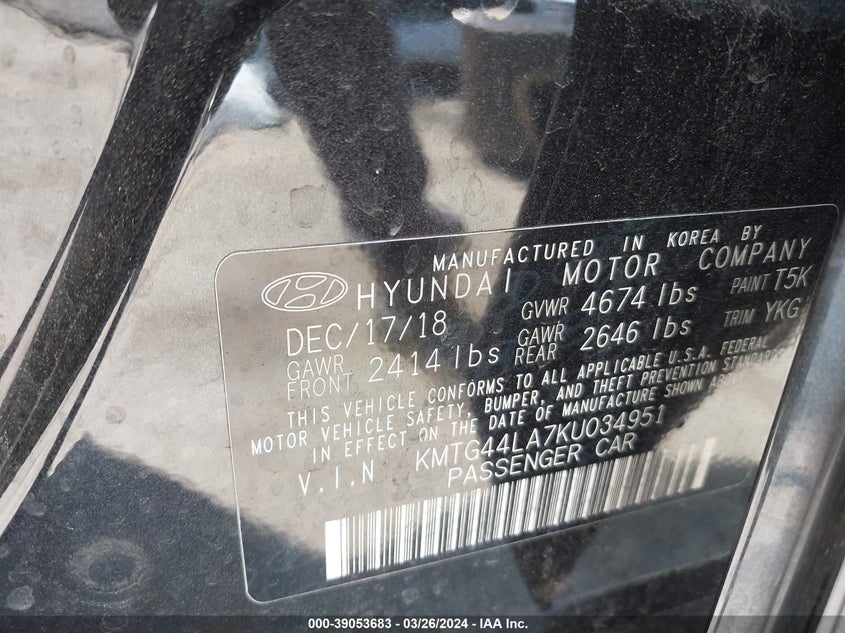 MANUFACTURED IN KOREA BY
HYUNDAI MOTOR COMPANY
DEC/17/18 GVWR 4674 lbs PAINT T5K
GAWR FRONT 2414 lbs GAWR REAR 2646 lbs TRIM YKG
THIS VEHICLE CONFORMS TO ALL APPLICABLE U.S.A. FEDERAL
MOTOR VEHICLE SAFETY, BUMPER, AND THEFT PREVENTION STANDARDS
IN EFFECT ON THE DATE OF MANUFACTURE SHOWN
V.I.N KMTG44LA7KU034951
PASSENGER CAR
000-39053683 - 03/26/2024 - IAA Inc.